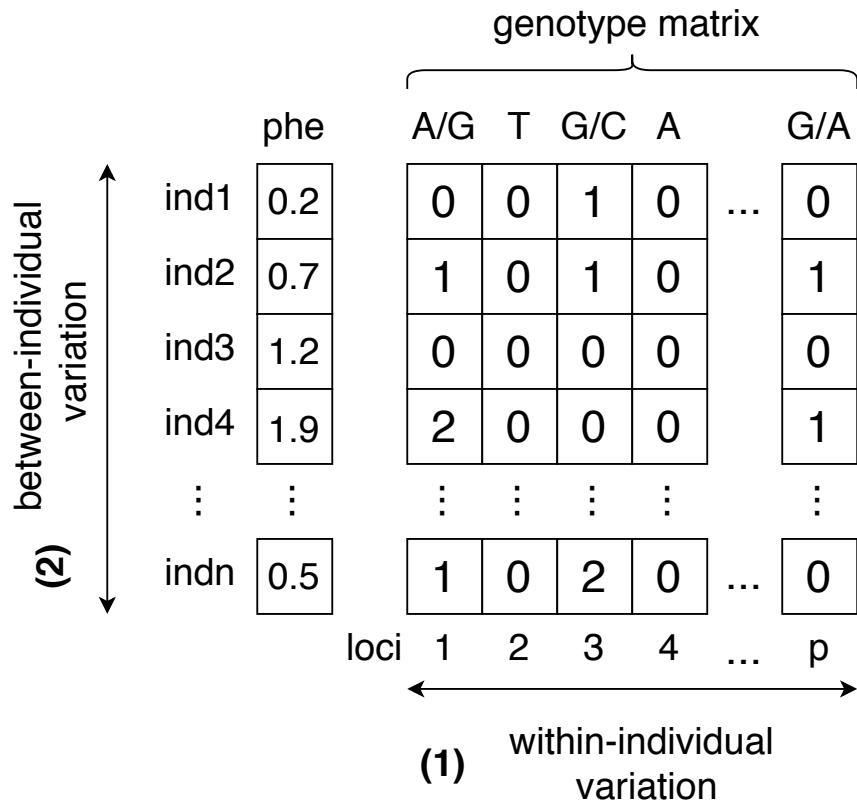 genotype matrix
phe A/G T G/C A G/A
ind1 0.2 0 0 1 0 ... 0
ind2 0.7 1 0 1 0 1
ind3 1.2 0 0 0 0 0
ind4 1.9 2 0 0 0 1
⋮ ⋮ ⋮ ⋮ ⋮ ⋮ ⋮
indn 0.5 1 0 2 0 ... 0
loci 1 2 3 4 ... p
(2) between-individual
variation
(1) within-individual
variation